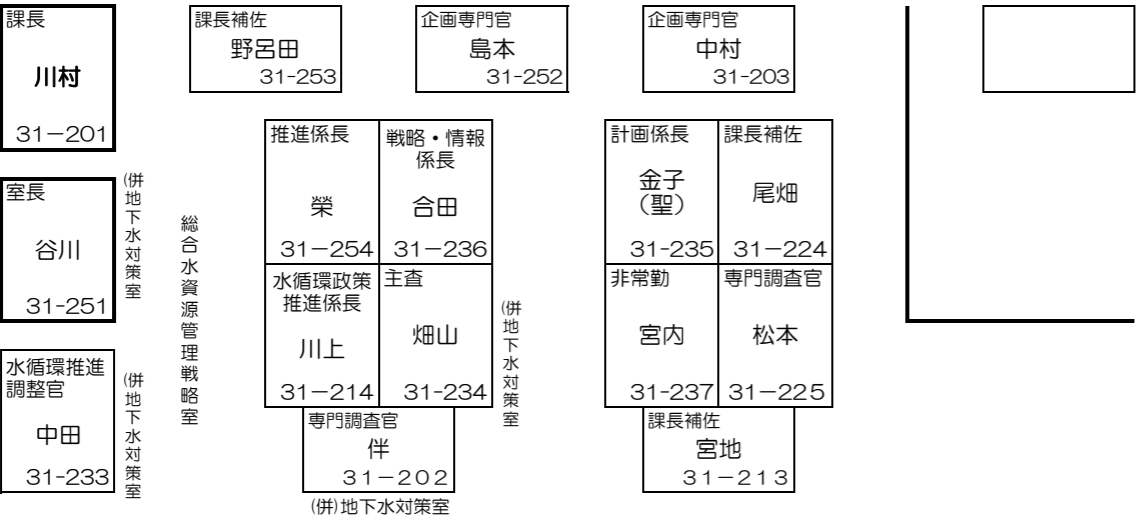 課長
川村
31－201
課長補佐
野呂田
31-253
企画専門官
島本
31-252
企画専門官
中村
31-203
室長
谷川
31-251
(併
地下水対策室
総合水資源管理戦略室
推進係長
榮
31－254
戦略・情報
係長
合田
31－236
計画係長
金子
（聖）
31-235
課長補佐
尾畑
31－224
水循環政策
推進係長
川上
31－214
主査
畑山
31-234
(併
地下水対策室
非常勤
宮内
31-237
専門調査官
松本
31－225
水循環推進
調整官
中田
31-233
(併
地下水対策室
専門調査官
伴
31－202
(併)地下水対策室
課長補佐
宮地
31－213